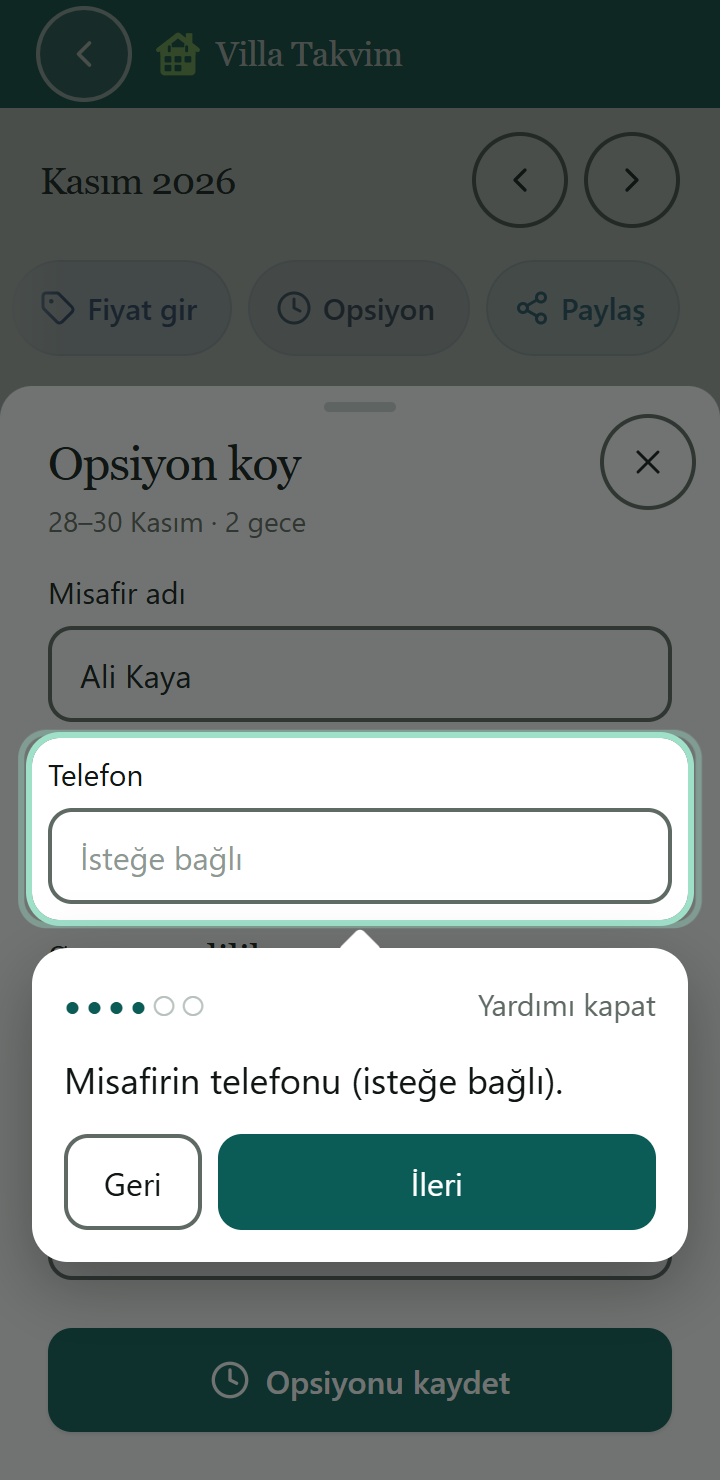 Villa Takvim
Kasım 2026
Fiyat gir
Opsiyon
Paylaş
Opsiyon koy
28–30 Kasım · 2 gece
Misafir adı
Ali Kaya
Telefon
İsteğe bağlı
Yardımı kapat
Misafirin telefonu (isteğe bağlı).
Geri
İleri
Opsiyonu kaydet